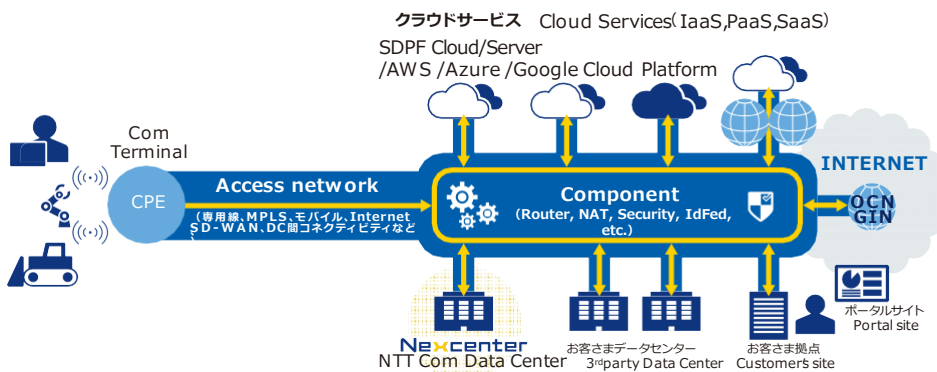 クラウドサービス Cloud Services(IaaS,PaaS,SaaS)
SDPF Cloud/Server
/AWS /Azure /Google Cloud Platform
Com
Terminal
CPE
Access network
(専用線、MPLS、モバイル、Internet
SD-WAN、DC間コネクティビティなど
)
Component
(Router, NAT, Security, IdFed,
etc.)
INTERNET
OCN
GIN
Nexcenter
NTT Com Data Center
お客さまデータセンター
3rdparty Data Center
お客さま拠点
Customers site
ポータルサイト
Portal site